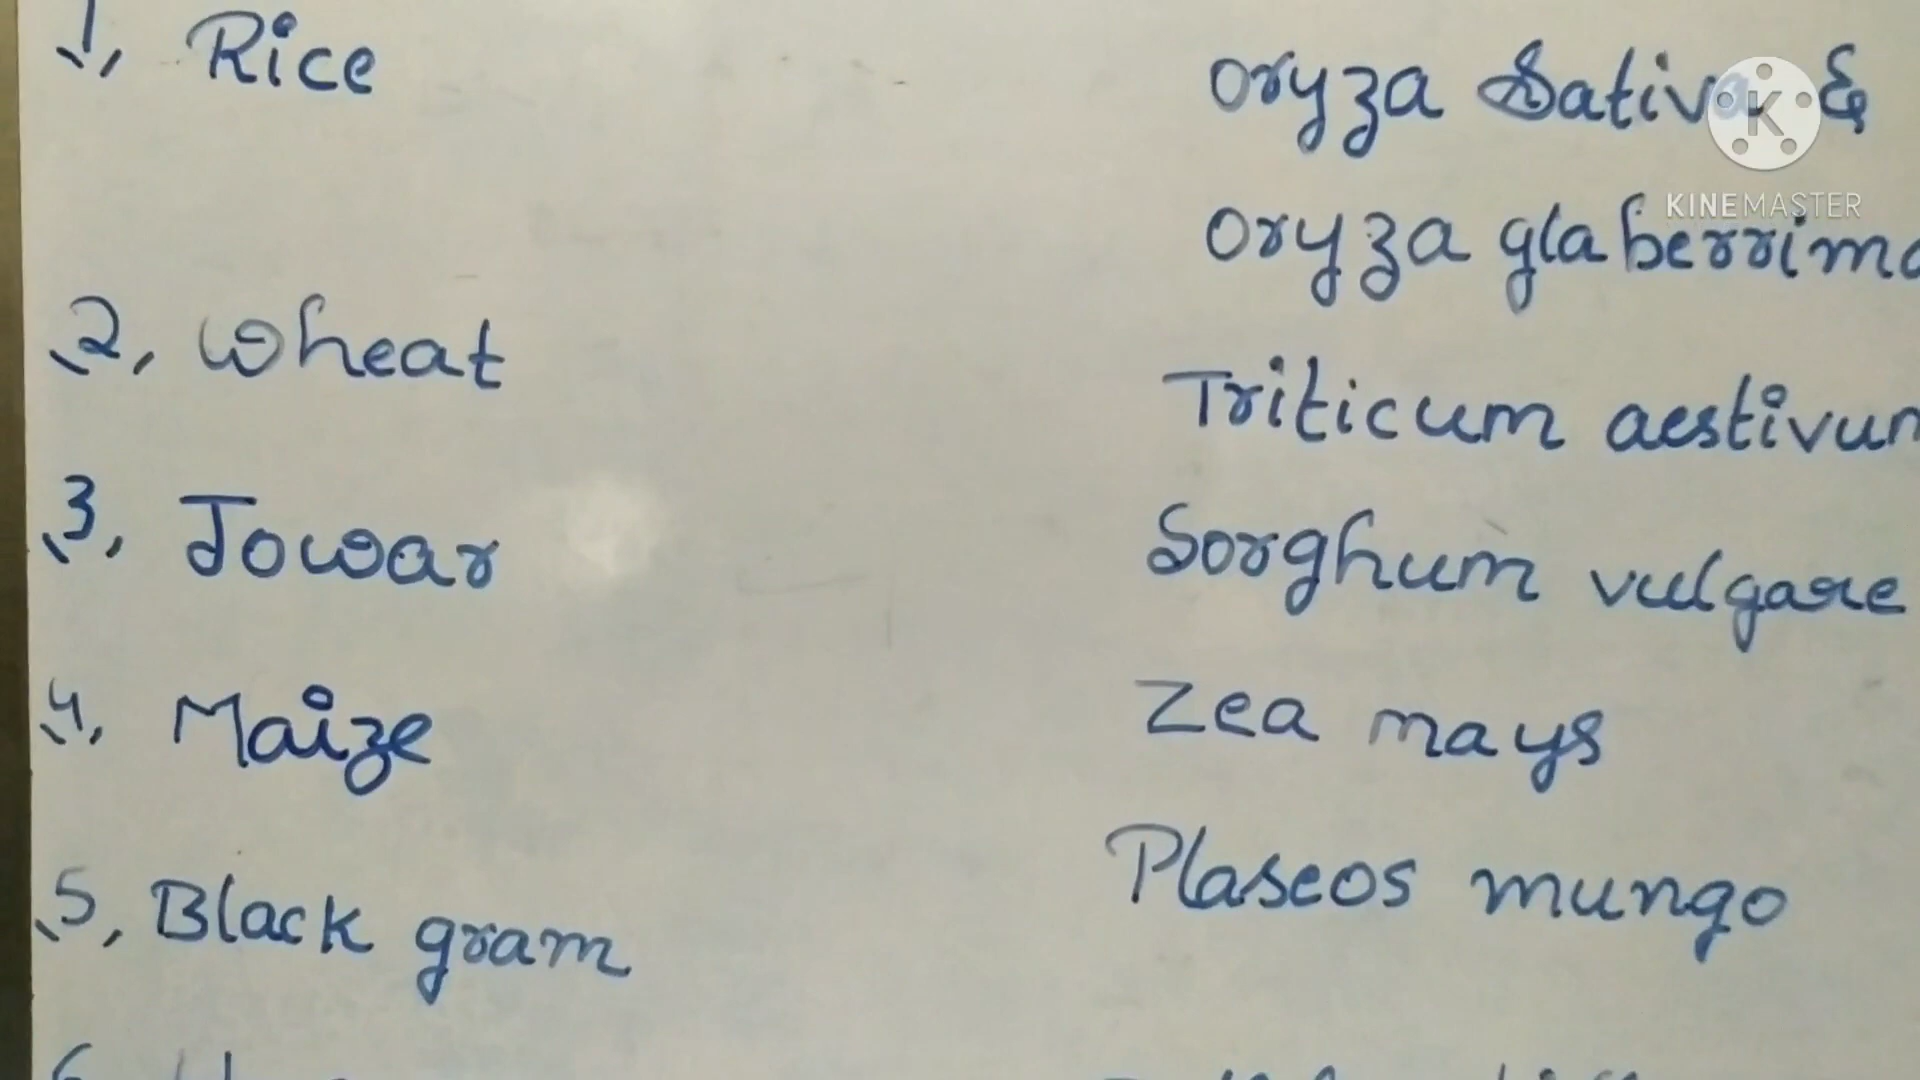 1, Rice oryza Sativa &
oryza glaberrima
2, wheat Triticum aestivum
3, Jowar Sorghum vulgare
4, Maize Zea mays
5, Black gram Plaseos mungo
6,
K
KINEMASTER